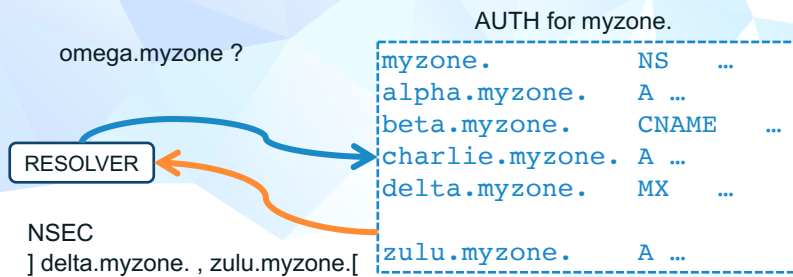 AUTH for myzone.
omega.myzone ?
myzone. NS …
alpha.myzone. A …
beta.myzone. CNAME …
charlie.myzone. A …
delta.myzone. MX …
zulu.myzone. A …
RESOLVER
NSEC
] delta.myzone. , zulu.myzone.[